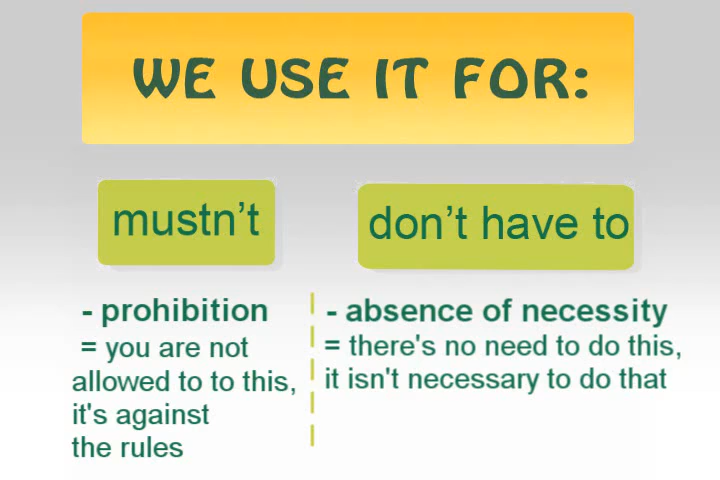 WE USE IT FOR:
mustn’t
don’t have to
- prohibition
= you are not
allowed to to this,
it's against
the rules
- absence of necessity
= there's no need to do this,
it isn't necessary to do that